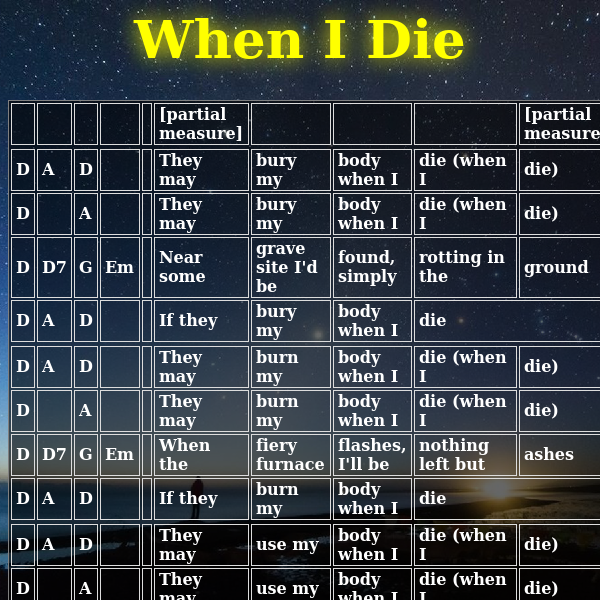 When I Die
[partial measure] [partial measure
D A D They may bury my body when I die (when I die)
D A They may bury my body when I die (when I die)
D D7 G Em Near some grave site I'd be found, simply rotting in the ground
D A D If they bury my body when I die
D A D They may burn my body when I die (when I die)
D A They may burn my body when I die (when I die)
D D7 G Em When the fiery furnace flashes, I'll be nothing left but ashes
D A D If they burn my body when I die
D A D They may use my body when I die (when I die)
D A They may use my body when I die (when I die)